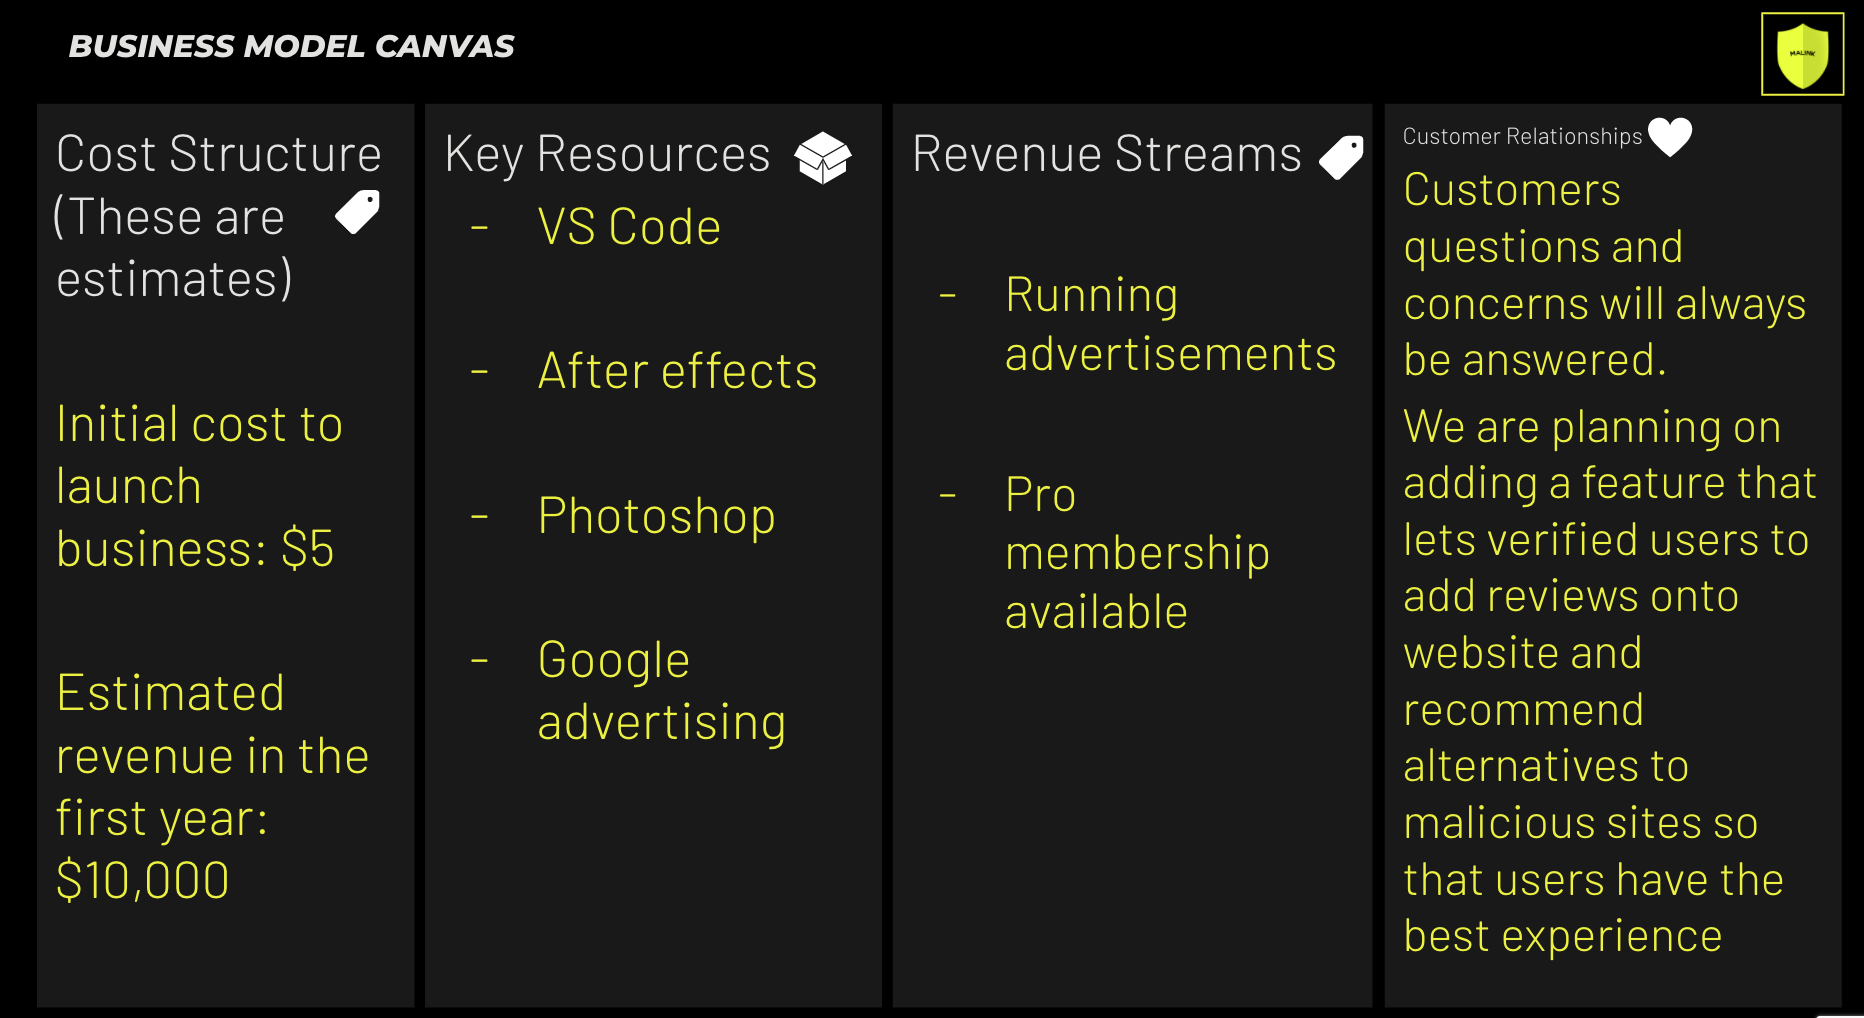 BUSINESS MODEL CANVAS
MALINK
Cost Structure
(These are
estimates)
Initial cost to
launch
business: $5
Estimated
revenue in the
first year:
$10,000
Key Resources
- VS Code
- After effects
- Photoshop
- Google
advertising
Revenue Streams
- Running
advertisements
- Pro
membership
available
Customer Relationships
Customers
questions and
concerns will always
be answered.
We are planning on
adding a feature that
lets verified users to
add reviews onto
website and
recommend
alternatives to
malicious sites so
that users have the
best experience